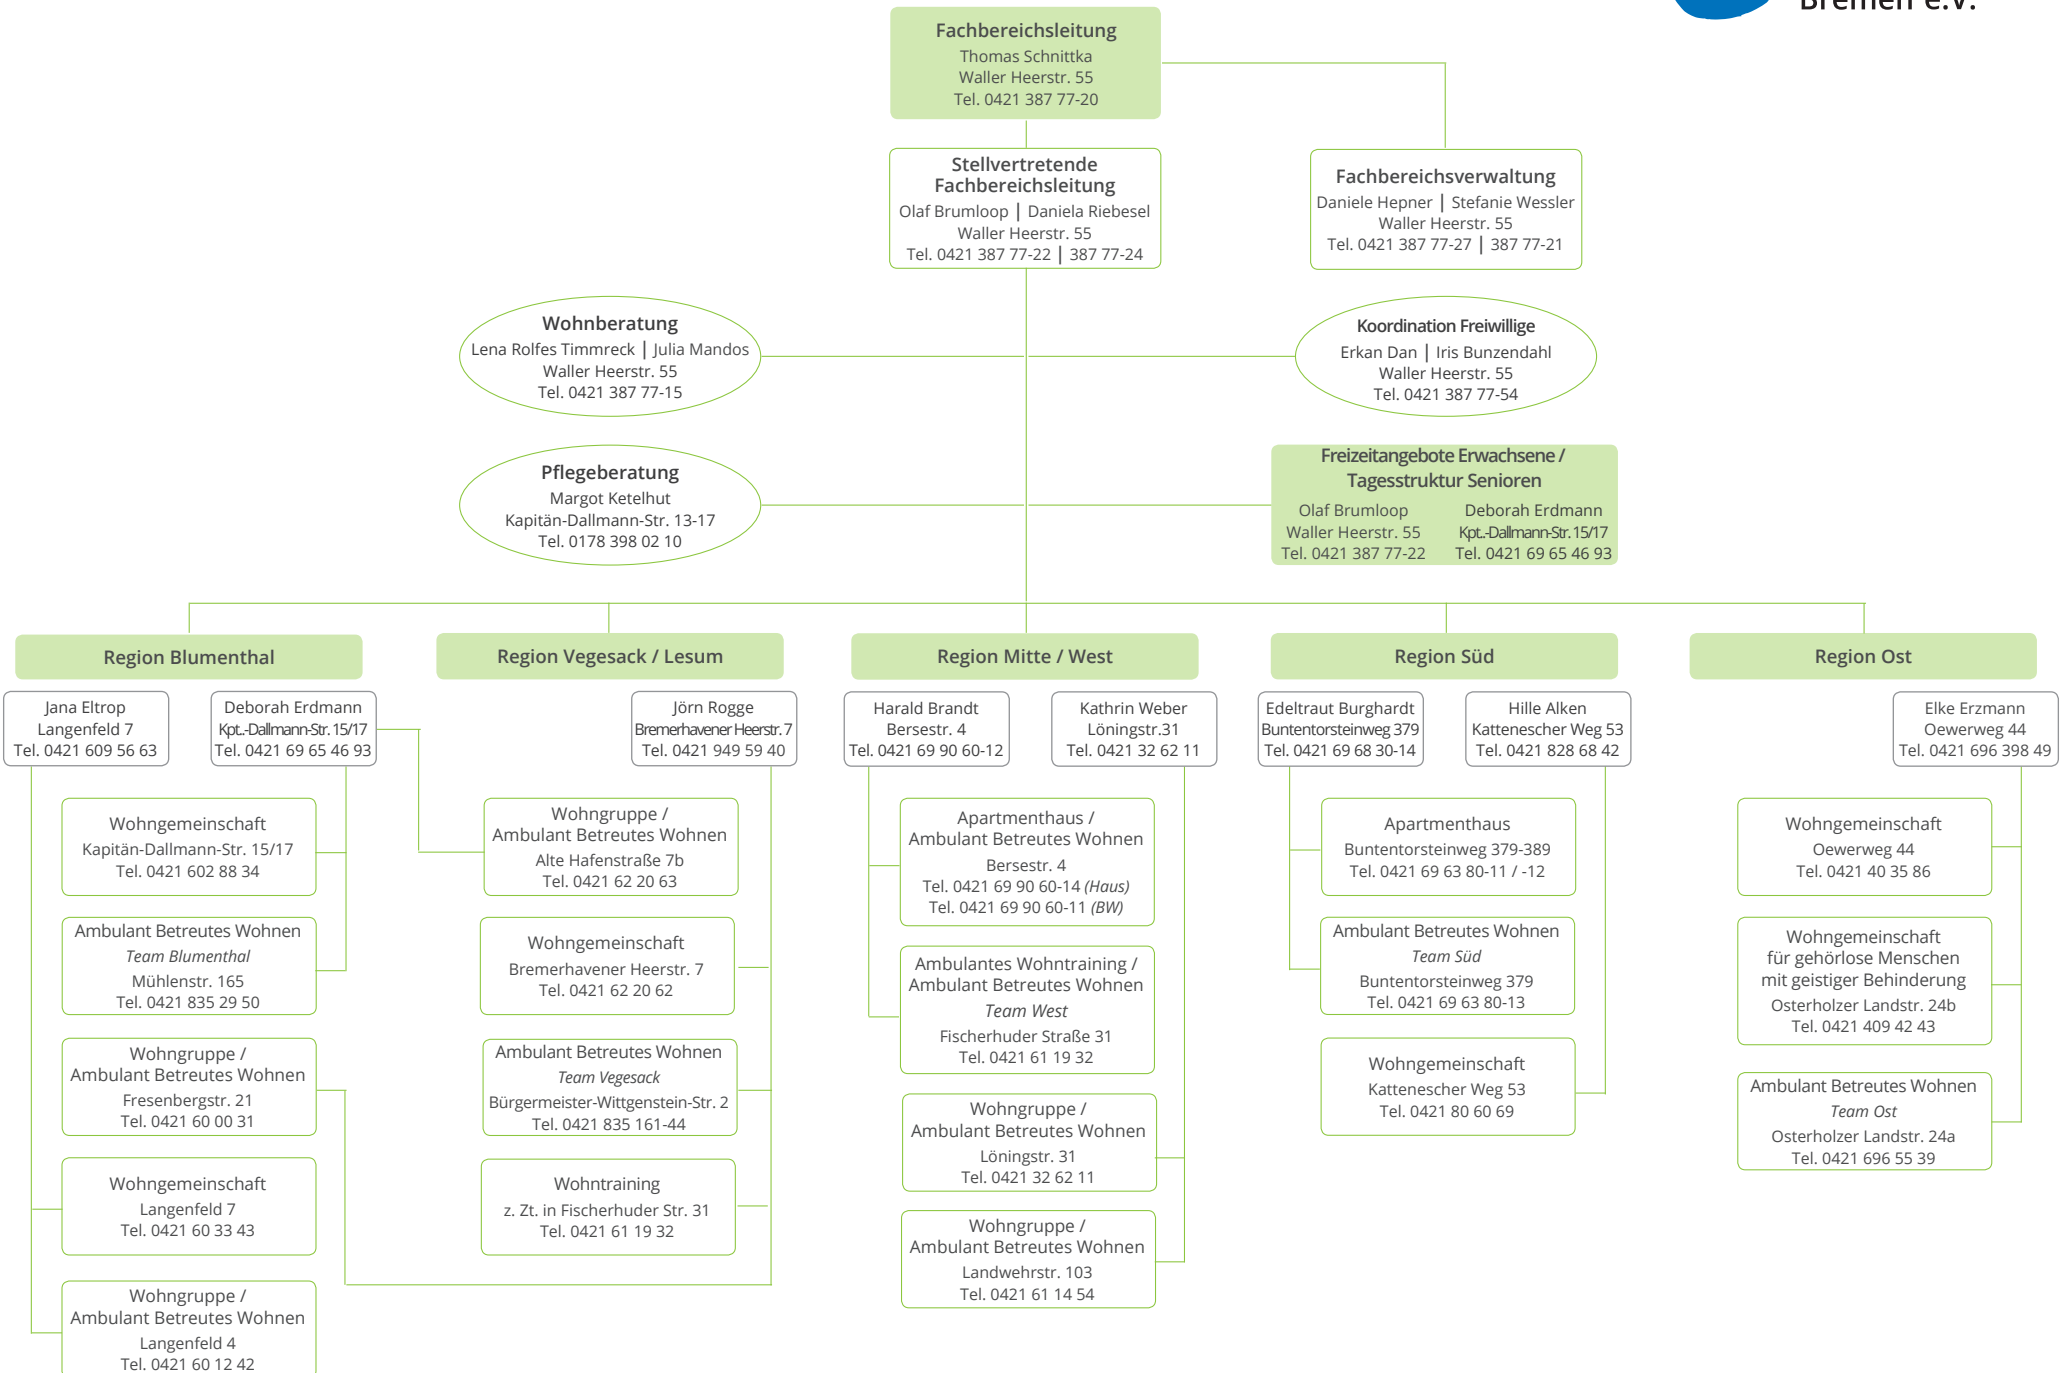 Bremen e.V.
Fachbereichsleitung
Thomas Schnittka
Waller Heerstr. 55
Tel. 0421 387 77-20
Stellvertretende
Fachbereichsleitung
Olaf Brumloop | Daniela Riebesel
Waller Heerstr. 55
Tel. 0421 387 77-22 | 387 77-24
Fachbereichsverwaltung
Daniele Hepner | Stefanie Wessler
Waller Heerstr. 55
Tel. 0421 387 77-27 | 387 77-21
Wohnberatung
Lena Rolfes Timmreck | Julia Mandos
Waller Heerstr. 55
Tel. 0421 387 77-15
Koordination Freiwillige
Erkan Dan | Iris Bunzendahl
Waller Heerstr. 55
Tel. 0421 387 77-54
Pflegeberatung
Margot Ketelhut
Kapitän-Dallmann-Str. 13-17
Tel. 0178 398 02 10
Freizeitangebote Erwachsene /
Tagesstruktur Senioren
Olaf Brumloop
Waller Heerstr. 55
Tel. 0421 387 77-22
Deborah Erdmann
Kpt..-Dallmann-Str. 15/17
Tel. 0421 69 65 46 93
Region Blumenthal
Jana Eltrop
Langenfeld 7
Tel. 0421 609 56 63
Deborah Erdmann
Kpt..-Dallmann-Str. 15/17
Tel. 0421 69 65 46 93
Wohngemeinschaft
Kapitän-Dallmann-Str. 15/17
Tel. 0421 602 88 34
Ambulant Betreutes Wohnen
Team Blumenthal
Mühlenstr. 165
Tel. 0421 835 29 50
Wohngruppe /
Ambulant Betreutes Wohnen
Fresenbergstr. 21
Tel. 0421 60 00 31
Wohngemeinschaft
Langenfeld 7
Tel. 0421 60 33 43
Wohngruppe /
Ambulant Betreutes Wohnen
Langenfeld 4
Tel. 0421 60 12 42
Region Vegesack / Lesum
Jörn Rogge
Bremerhavener Heerstr. 7
Tel. 0421 949 59 40
Wohngruppe /
Ambulant Betreutes Wohnen
Alte Hafenstraße 7b
Tel. 0421 62 20 63
Wohngemeinschaft
Bremerhavener Heerstr. 7
Tel. 0421 62 20 62
Ambulant Betreutes Wohnen
Team Vegesack
Bürgermeister-Wittgenstein-Str. 2
Tel. 0421 835 161-44
Wohntraining
z. Zt. in Fischerhuder Str. 31
Tel. 0421 61 19 32
Region Mitte / West
Harald Brandt
Bersestr. 4
Tel. 0421 69 90 60-12
Kathrin Weber
Löningstr.31
Tel. 0421 32 62 11
Apartmenthaus /
Ambulant Betreutes Wohnen
Bersestr. 4
Tel. 0421 69 90 60-14 (Haus)
Tel. 0421 69 90 60-11 (BW)
Ambulantes Wohntraining /
Ambulant Betreutes Wohnen
Team West
Fischerhuder Straße 31
Tel. 0421 61 19 32
Wohngruppe /
Ambulant Betreutes Wohnen
Löningstr. 31
Tel. 0421 32 62 11
Wohngruppe /
Ambulant Betreutes Wohnen
Landwehrstr. 103
Tel. 0421 61 14 54
Region Süd
Edeltraut Burghardt
Buntentorsteinweg 379
Tel. 0421 69 68 30-14
Hille Alken
Kattenescher Weg 53
Tel. 0421 828 68 42
Apartmenthaus
Buntentorsteinweg 379-389
Tel. 0421 69 63 80-11 / -12
Ambulant Betreutes Wohnen
Team Süd
Buntentorsteinweg 379
Tel. 0421 69 63 80-13
Wohngemeinschaft
Kattenescher Weg 53
Tel. 0421 80 60 69
Region Ost
Elke Erzmann
Oewerweg 44
Tel. 0421 696 398 49
Wohngemeinschaft
Oewerweg 44
Tel. 0421 40 35 86
Wohngemeinschaft
für gehörlose Menschen
mit geistiger Behinderung
Osterholzer Landstr. 24b
Tel. 0421 409 42 43
Ambulant Betreutes Wohnen
Team Ost
Osterholzer Landstr. 24a
Tel. 0421 696 55 39